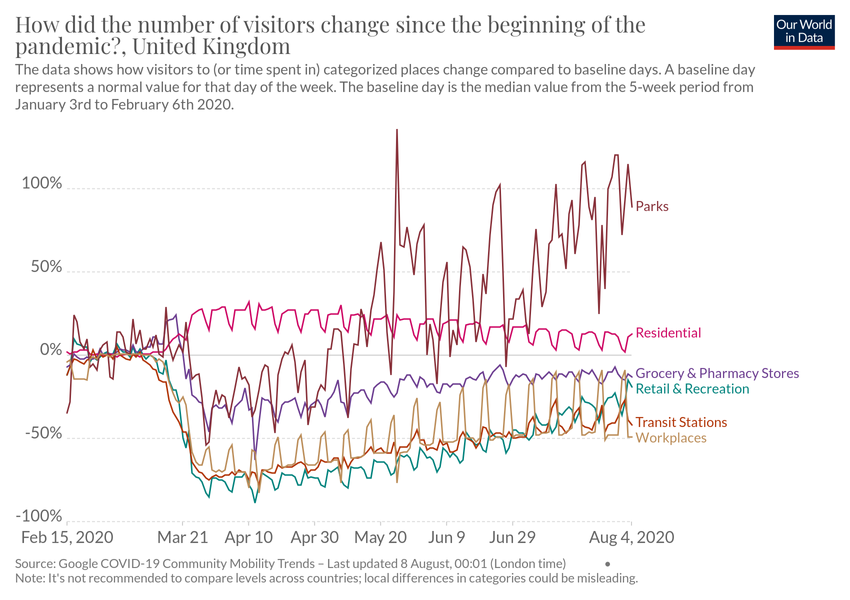 How did the number of visitors change since the beginning of the
pandemic?, United Kingdom
Our World
in Data
The data shows how visitors to (or time spent in) categorized places change compared to baseline days. A baseline day
represents a normal value for that day of the week. The baseline day is the median value from the 5-week period from
January 3rd to February 6th 2020.
100%
50%
0%
-50%
-100%
Parks
Residential
Grocery & Pharmacy Stores
Retail & Recreation
Transit Stations
Workplaces
Feb 15, 2020
Mar 21
Apr 10
Apr 30
May 20
Jun 9
Jun 29
Aug 4, 2020
Source: Google COVID-19 Community Mobility Trends – Last updated 8 August, 00:01 (London time)
Note: It's not recommended to compare levels across countries; local differences in categories could be misleading.